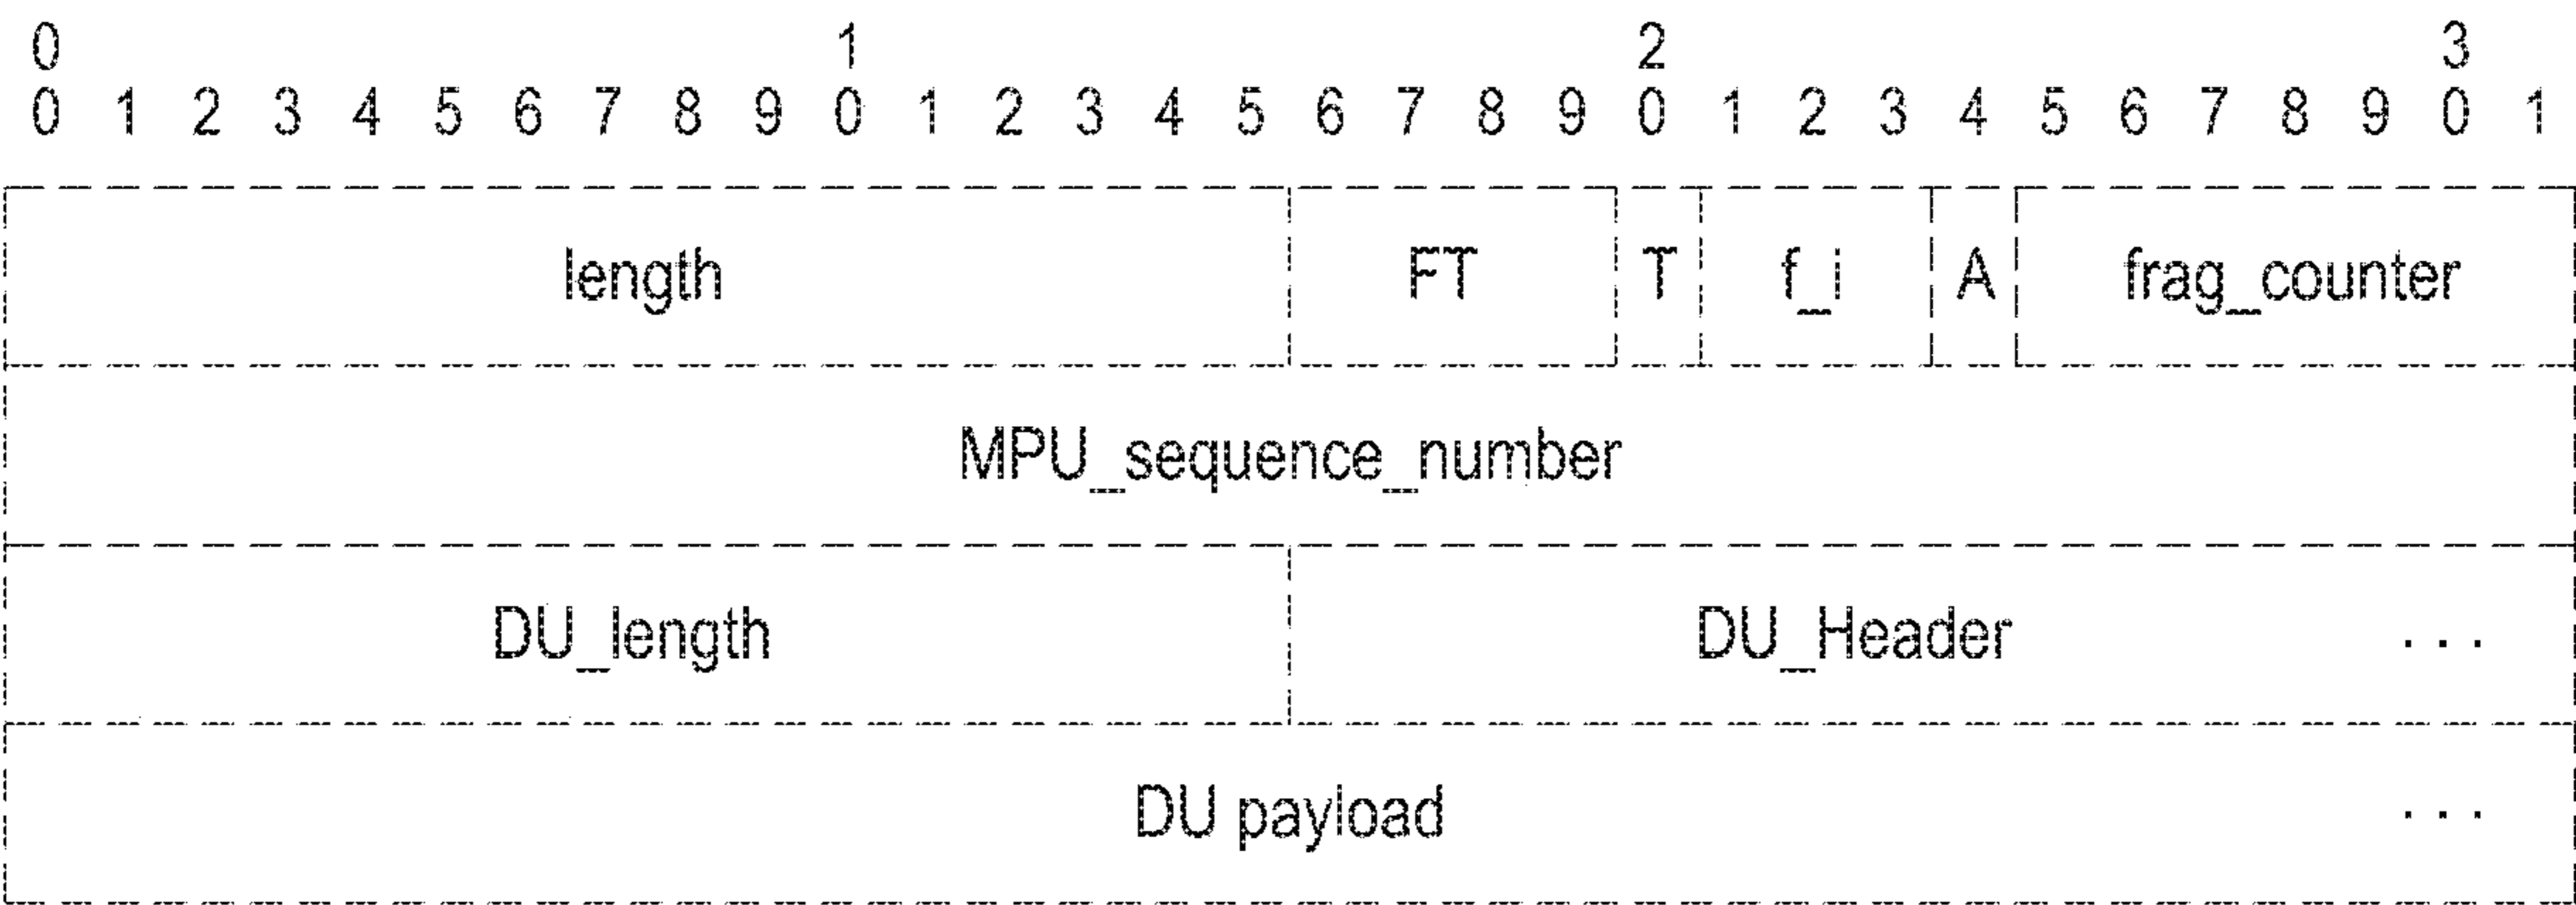 0 1 2 3
0 1 2 3 4 5 6 7 8 9 0 1 2 3 4 5 6 7 8 9 0 1 2 3 4 5 6 7 8 9 0 1
length FT T f_i A frag_counter
MPU_sequence_number
DU_length DU_Header ...
DU payload ...